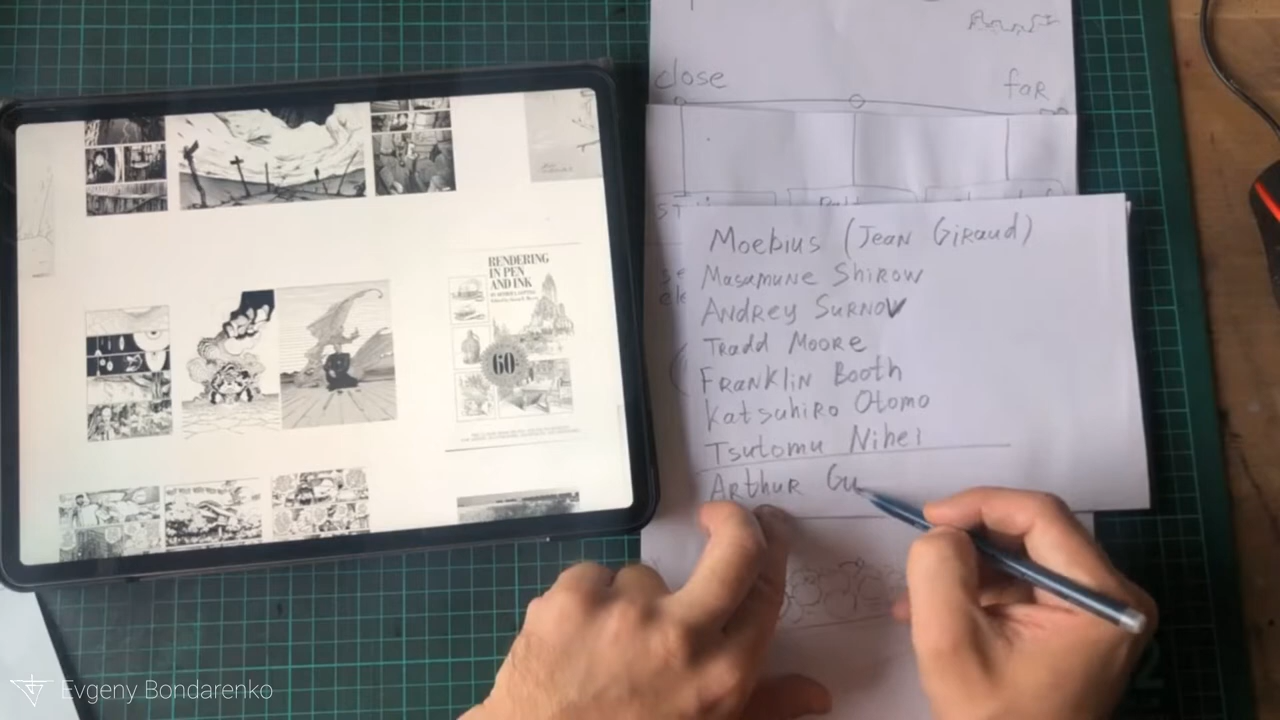 close
far
RENDERING
IN PEN
AND INK
60
Moebius (Jean Giraud)
Masamune Shirow
Andrey Surnov
Tradd Moore
Franklin Booth
Katsuhiro Otomo
Tsutomu Nihei
Arthur Gu
Evgeny Bondarenko